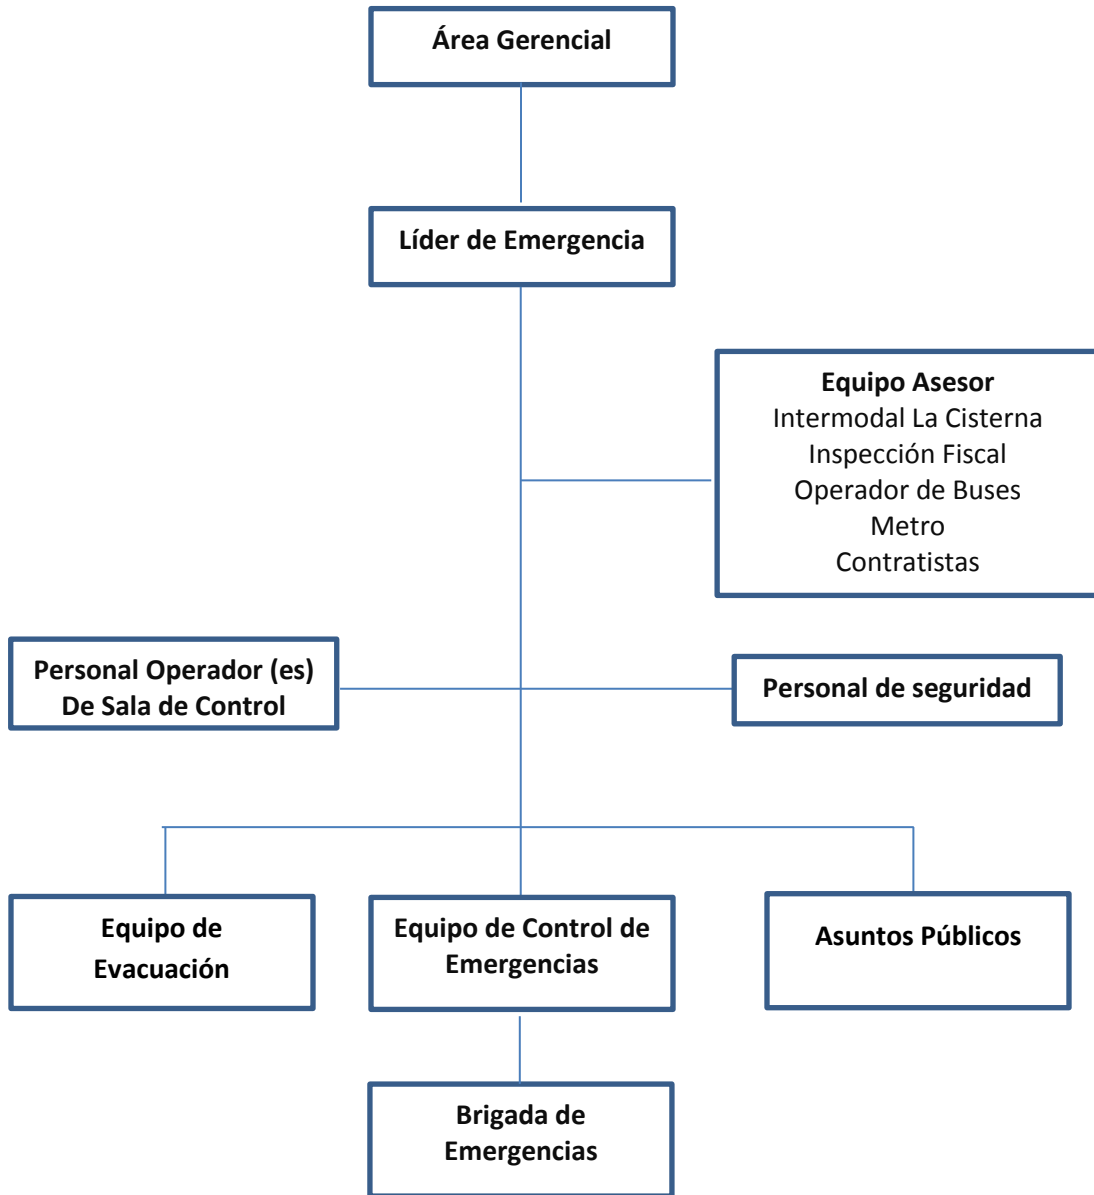 Área Gerencial
Líder de Emergencia
Equipo Asesor
Intermodal La Cisterna
Inspección Fiscal
Operador de Buses
Metro
Contratistas
Personal Operador (es)
De Sala de Control
Personal de seguridad
Equipo de
Evacuación
Equipo de Control de
Emergencias
Asuntos Públicos
Brigada de
Emergencias